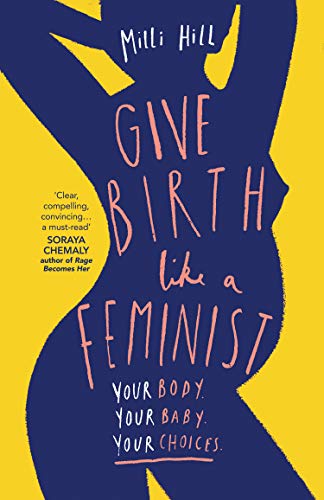 Milli Hill
GIVE
BIRTH
like a
FEMINIST
'Clear,
compelling,
convincing...
a must-read'
SORAYA
CHEMALY
author of Rage
Becomes Her
YOUR BODY.
YOUR BABY.
YOUR CHOICES.